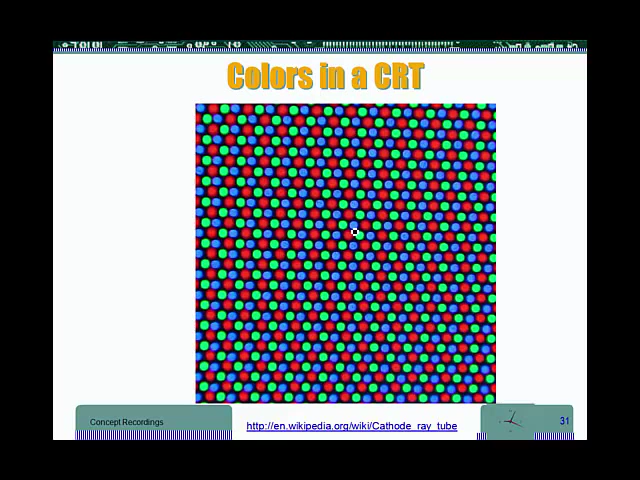 Colors in a CRT
Concept Recordings
http://en.wikipedia.org/wiki/Cathode_ray_tube
31